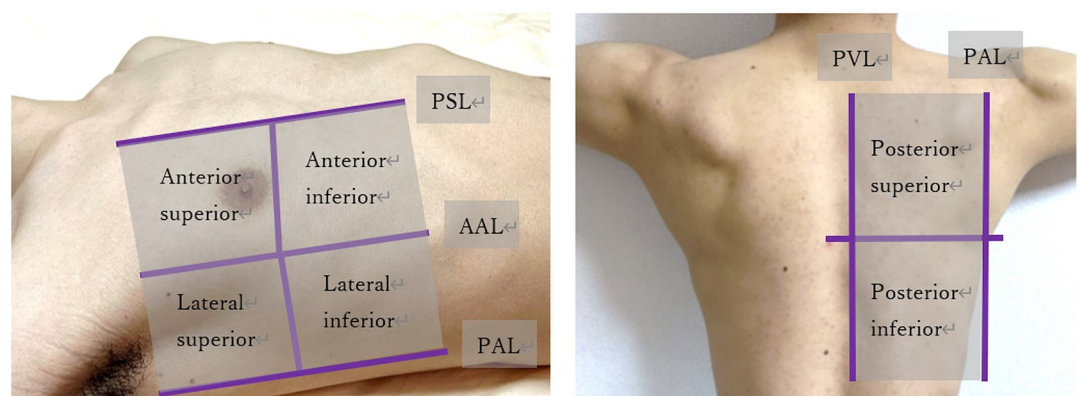 PSL↵
Anterior↵
superior↵
Anterior↵
inferior↵
AAL↵
Lateral↵
superior↵
Lateral↵
inferior↵
PAL↵
PVL↵
PAL↵
Posterior↵
superior↵
Posterior↵
inferior↵